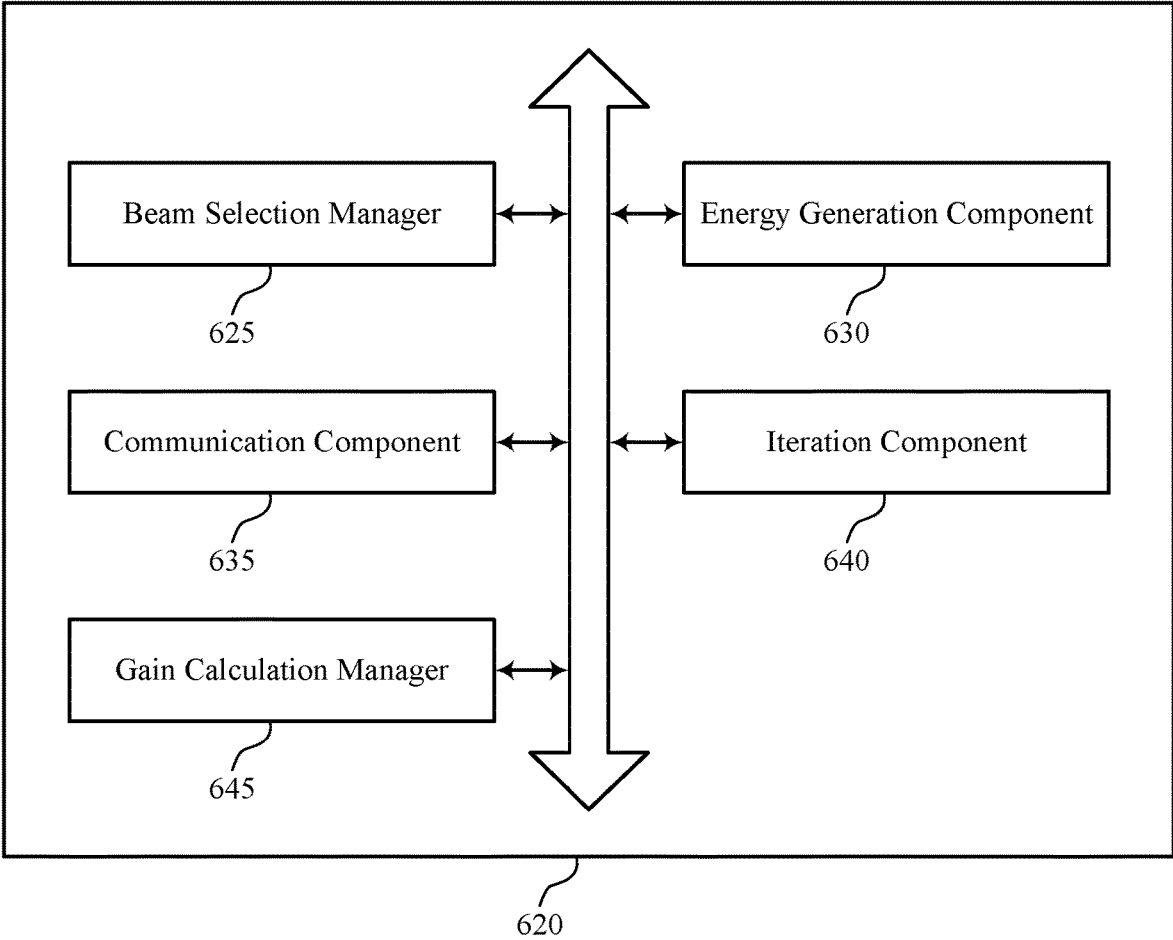 Beam Selection Manager
Energy Generation Component
625
630
Communication Component
Iteration Component
635
640
Gain Calculation Manager
645
620